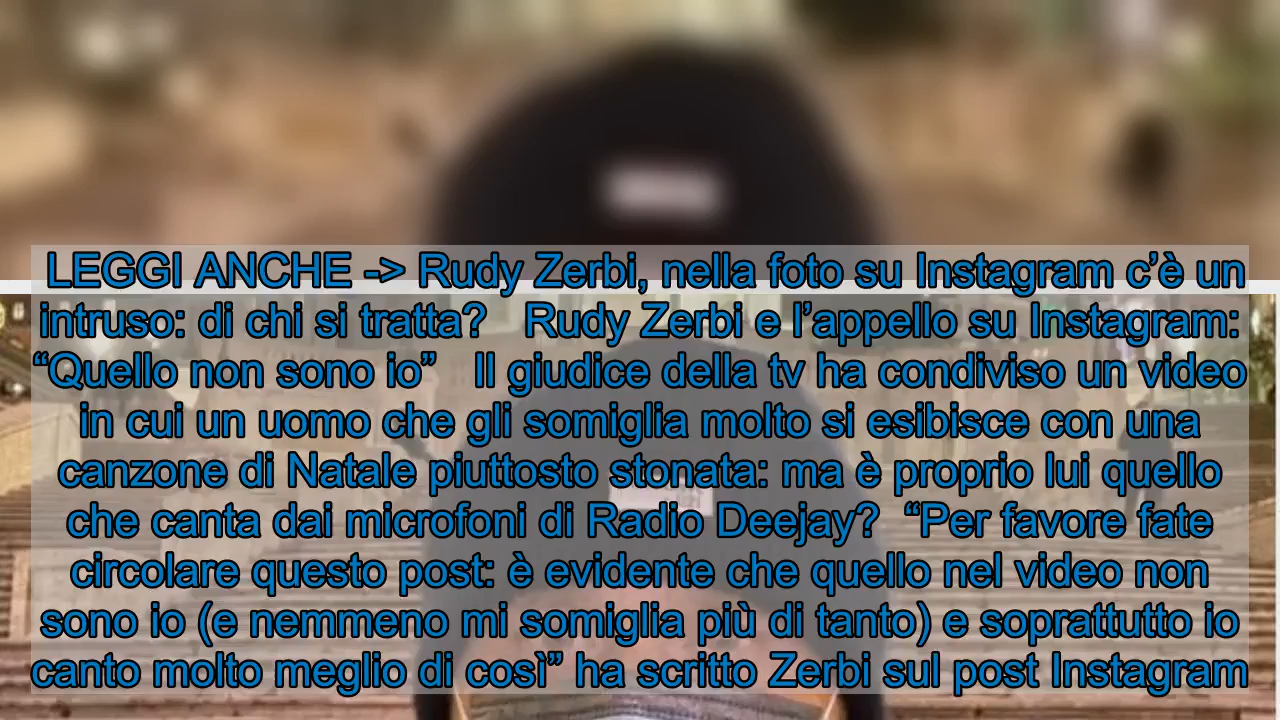 LEGGI ANCHE -> Rudy Zerbi, nella foto su Instagram c’è un
intruso: di chi si tratta?   Rudy Zerbi e l’appello su Instagram:
“Quello non sono io”   Il giudice della tv ha condiviso un video
in cui un uomo che gli somiglia molto si esibisce con una
canzone di Natale piuttosto stonata: ma è proprio lui quello
che canta dai microfoni di Radio Deejay?  “Per favore fate
circolare questo post: è evidente che quello nel video non
sono io (e nemmeno mi somiglia più di tanto) e soprattutto io
canto molto meglio di così” ha scritto Zerbi sul post Instagram